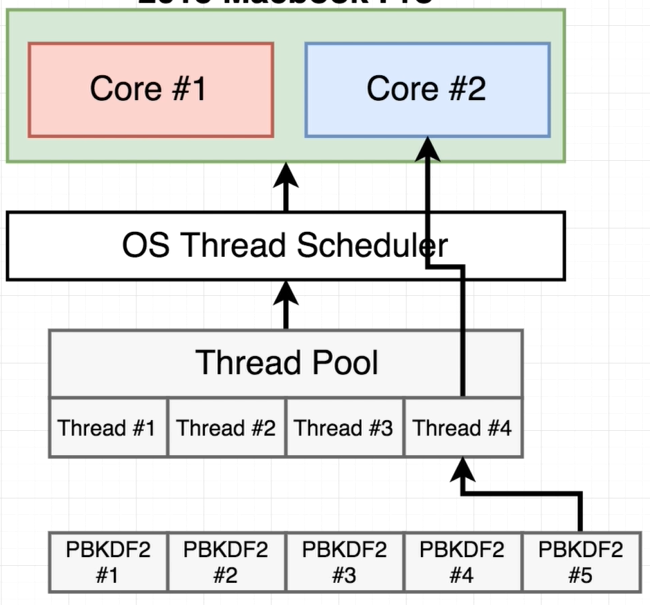 Core #1
Core #2
OS Thread Scheduler
Thread Pool
Thread #1
Thread #2
Thread #3
Thread #4
PBKDF2
#1
PBKDF2
#2
PBKDF2
#3
PBKDF2
#4
PBKDF2
#5